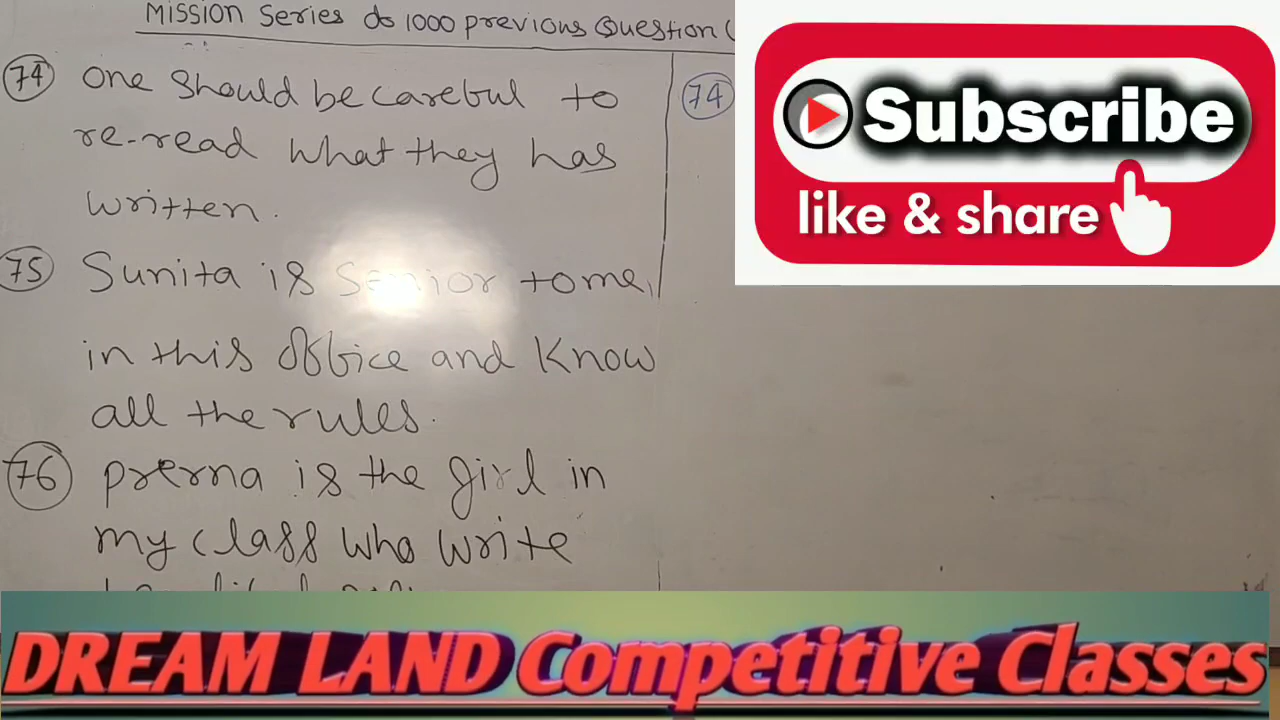 Mission Series do 1000 previous Question (
74 One should be careful to
re-read what they has
written.
75 Sunita is Senior to me,
in this office and know
all the rules.
76 prerna is the girl in
my class who write
74
Subscribe
like & share
DREAM LAND Competitive Classes